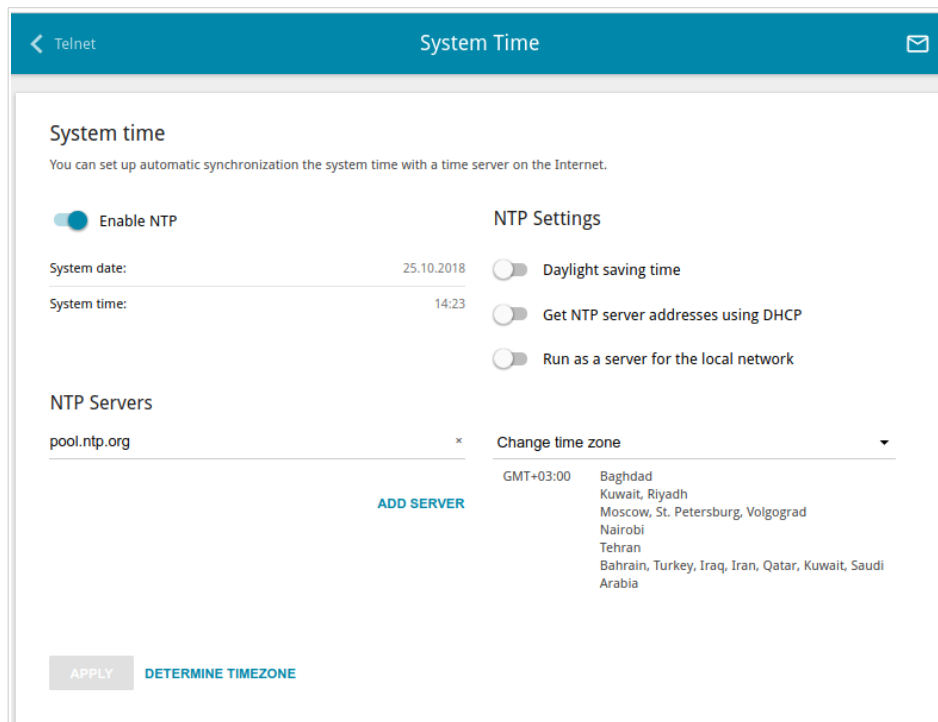 Telnet
System Time
System time
You can set up automatic synchronization the system time with a time server on the Internet.
Enable NTP
System date: 25.10.2018
System time: 14:23
NTP Settings
Daylight saving time
Get NTP server addresses using DHCP
Run as a server for the local network
NTP Servers
pool.ntp.org ×
ADD SERVER
Change time zone
GMT+03:00 Baghdad
Kuwait, Riyadh
Moscow, St. Petersburg, Volgograd
Nairobi
Tehran
Bahrain, Turkey, Iraq, Iran, Qatar, Kuwait, Saudi
Arabia
APPLY
DETERMINE TIMEZONE